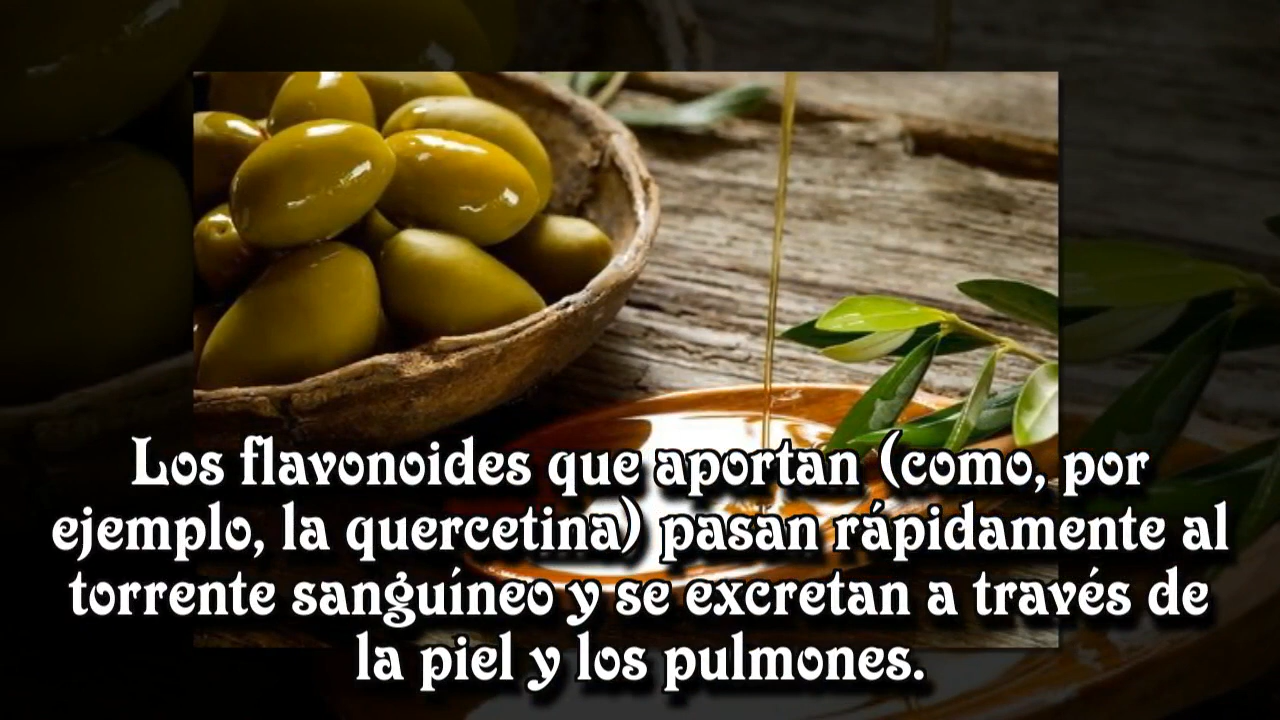 Los flavonoides que aportan (como, por
ejemplo, la quercetina) pasan rápidamente al
torrente sanguíneo y se excretan a través de
la piel y los pulmones.